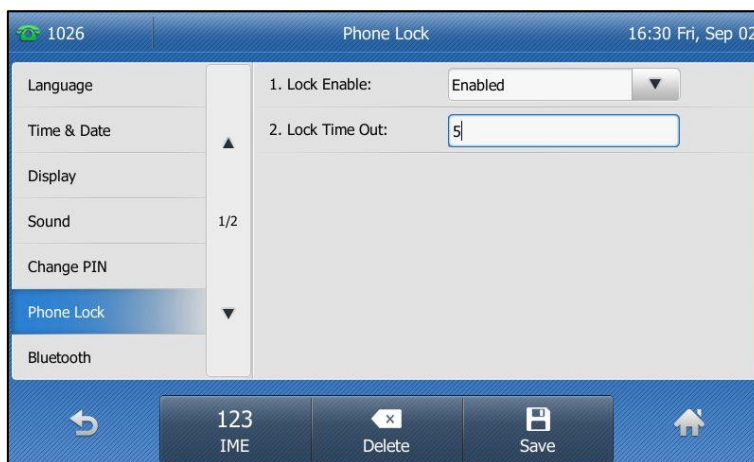 1026
Phone Lock
16:30 Fri, Sep 02
Language
Time & Date
Display
Sound
Change PIN
Phone Lock
Bluetooth
1/2
1. Lock Enable:
Enabled
2. Lock Time Out:
5
123
IME
Delete
Save